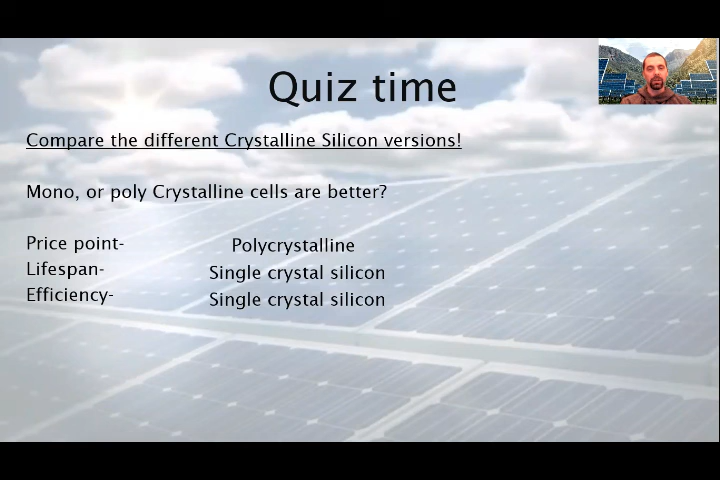 Quiz time
Compare the different Crystalline Silicon versions!
Mono, or poly Crystalline cells are better?
Price point- Polycrystalline
Lifespan- Single crystal silicon
Efficiency- Single crystal silicon